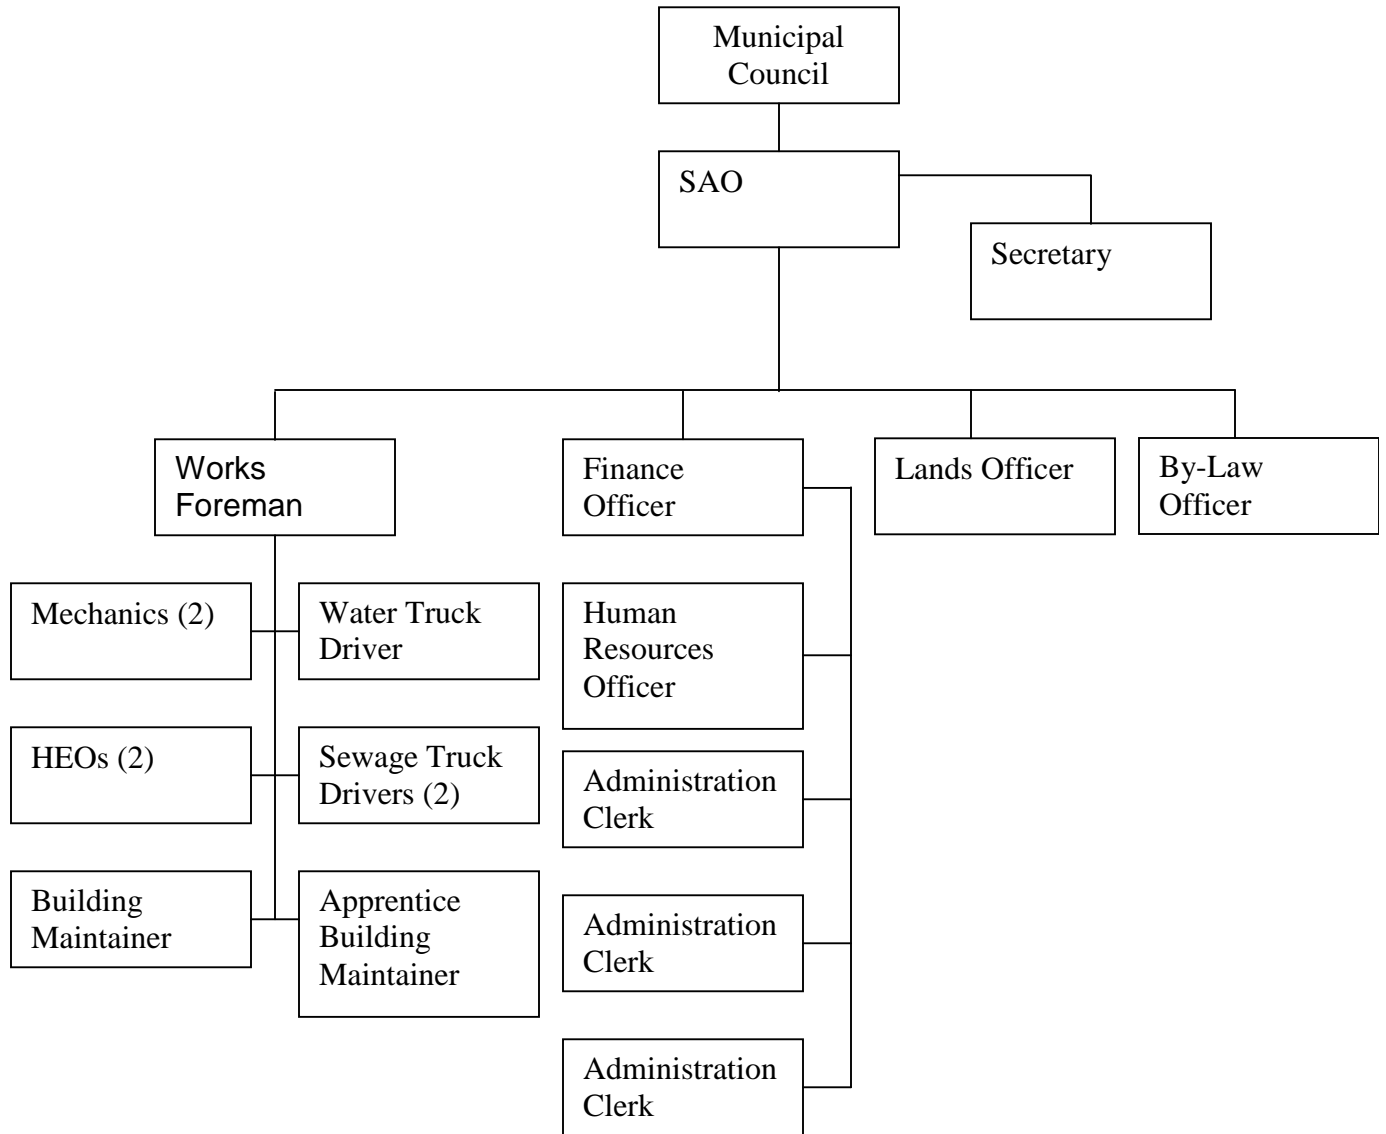 Municipal
Council
SAO
Secretary
Works
Foreman
Finance
Officer
Lands Officer
By-Law
Officer
Mechanics (2)
Water Truck
Driver
Human
Resources
Officer
HEOs (2)
Sewage Truck
Drivers (2)
Administration
Clerk
Building
Maintainer
Apprentice
Building
Maintainer
Administration
Clerk
Administration
Clerk